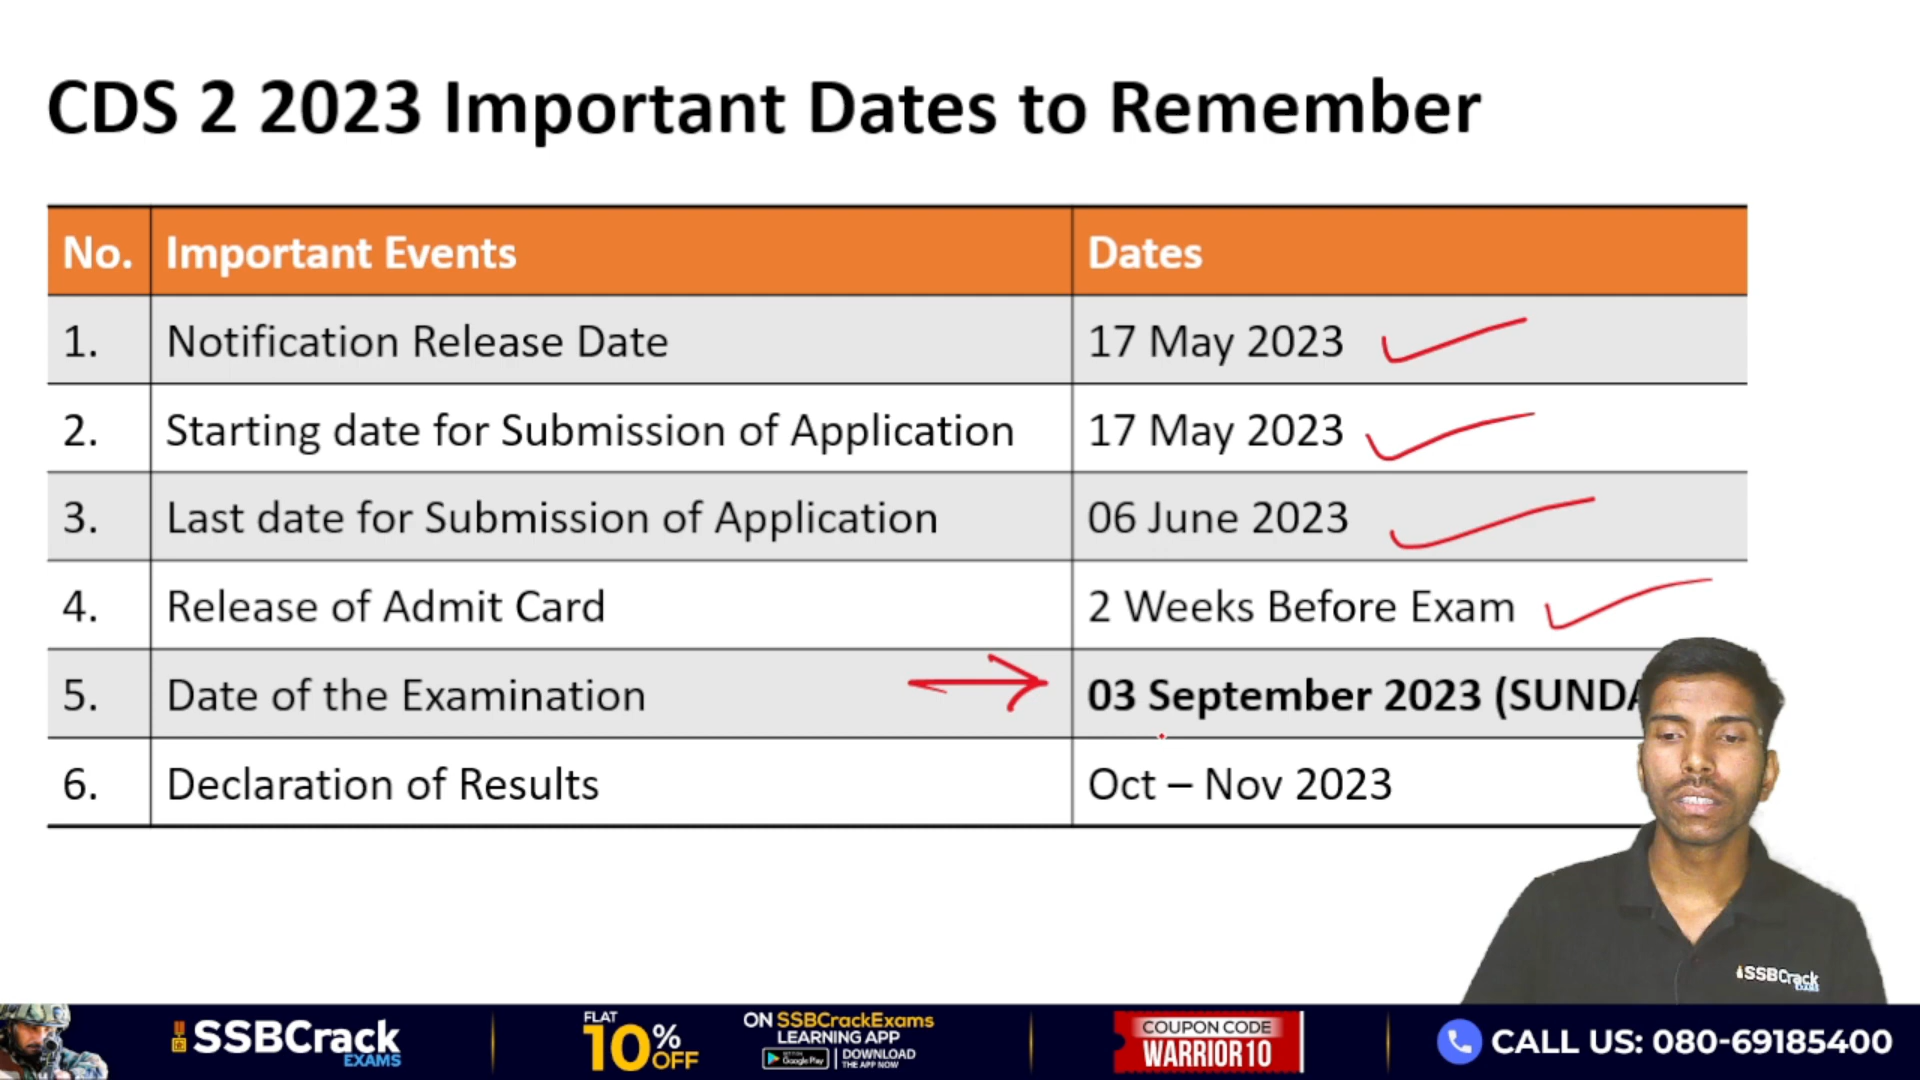 CDS 2 2023 Important Dates to Remember
No. Important Events Dates
1. Notification Release Date 17 May 2023
2. Starting date for Submission of Application 17 May 2023
3. Last date for Submission of Application 06 June 2023
4. Release of Admit Card 2 Weeks Before Exam
5. Date of the Examination 03 September 2023 (SUNDA
6. Declaration of Results Oct – Nov 2023
SSBCrack
EXAMS
SSBCrack
EXAMS
FLAT
10% OFF
ON SSBCrackExams
LEARNING APP
Google Play
DOWNLOAD
THE APP NOW
COUPON CODE
WARRIOR10
CALL US: 080-69185400